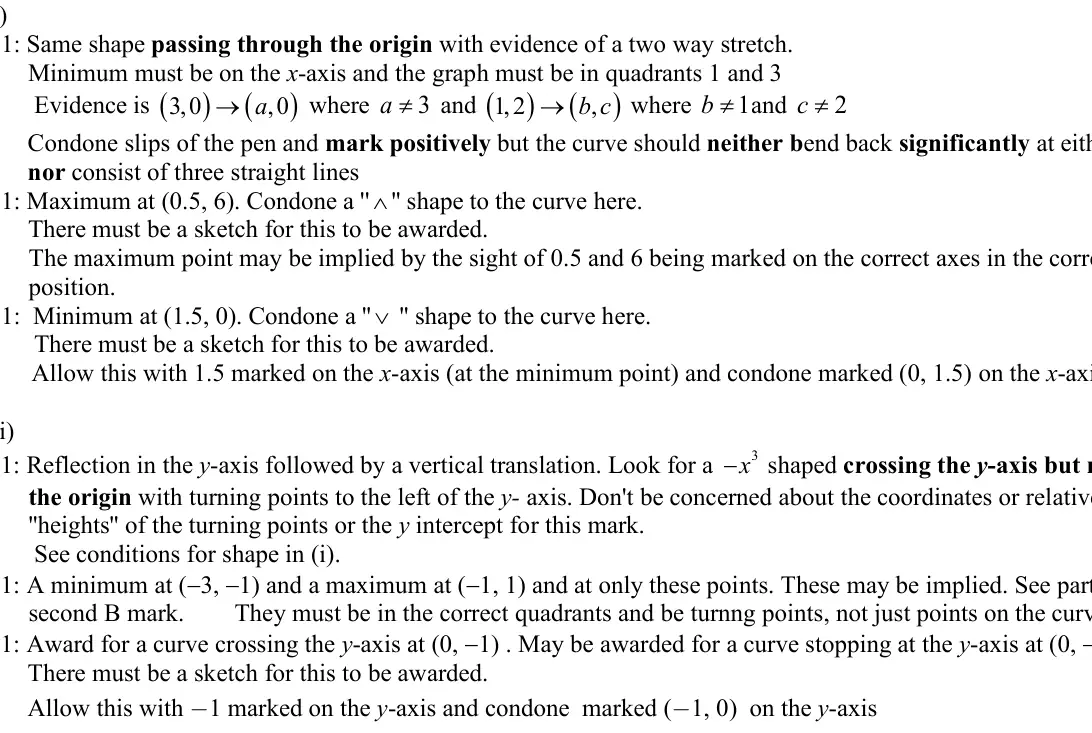 )
1: Same shape passing through the origin with evidence of a two way stretch.
Minimum must be on the x-axis and the graph must be in quadrants 1 and 3
Evidence is (3,0)→(a,0) where a ≠ 3 and (1,2)→(b,c) where b ≠ 1and c ≠ 2
Condone slips of the pen and mark positively but the curve should neither bend back significantly at eith
nor consist of three straight lines
1: Maximum at (0.5, 6). Condone a "∧" shape to the curve here.
There must be a sketch for this to be awarded.
The maximum point may be implied by the sight of 0.5 and 6 being marked on the correct axes in the corre
position.
1: Minimum at (1.5, 0). Condone a "∨ " shape to the curve here.
There must be a sketch for this to be awarded.
Allow this with 1.5 marked on the x-axis (at the minimum point) and condone marked (0, 1.5) on the x-axi
i)
1: Reflection in the y-axis followed by a vertical translation. Look for a −x³ shaped crossing the y-axis but n
the origin with turning points to the left of the y- axis. Don't be concerned about the coordinates or relative
"heights" of the turning points or the y intercept for this mark.
See conditions for shape in (i).
1: A minimum at (−3, −1) and a maximum at (−1, 1) and at only these points. These may be implied. See part
second B mark. They must be in the correct quadrants and be turnng points, not just points on the curv
1: Award for a curve crossing the y-axis at (0, −1) . May be awarded for a curve stopping at the y-axis at (0, −
There must be a sketch for this to be awarded.
Allow this with −1 marked on the y-axis and condone marked (−1, 0) on the y-axis